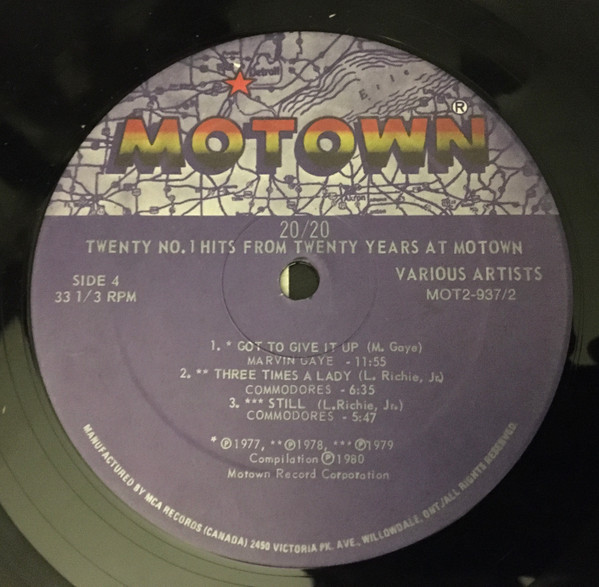 Detroit
Erie
MOTOWN®
Akron
20/20
TWENTY NO.1 HITS FROM TWENTY YEARS AT MOTOWN
SIDE 4
33 1/3 RPM
VARIOUS ARTISTS
MOT2-937/2
1. * GOT TO GIVE IT UP (M. Gaye)
MARVIN GAYE - 11:55
2. ** THREE TIMES A LADY (L. Richie, Jr.)
COMMODORES - 6:35
3. *** STILL (L.Richie, Jr.)
COMMODORES - 5:47
* ℗1977, **℗1978, ***℗1979
Compilation ℗1980
Motown Record Corporation
MANUFACTURED BY MCA RECORDS (CANADA) 2450 VICTORIA PK. AVE., WILLOWDALE, ONT./ALL RIGHTS RESERVED.